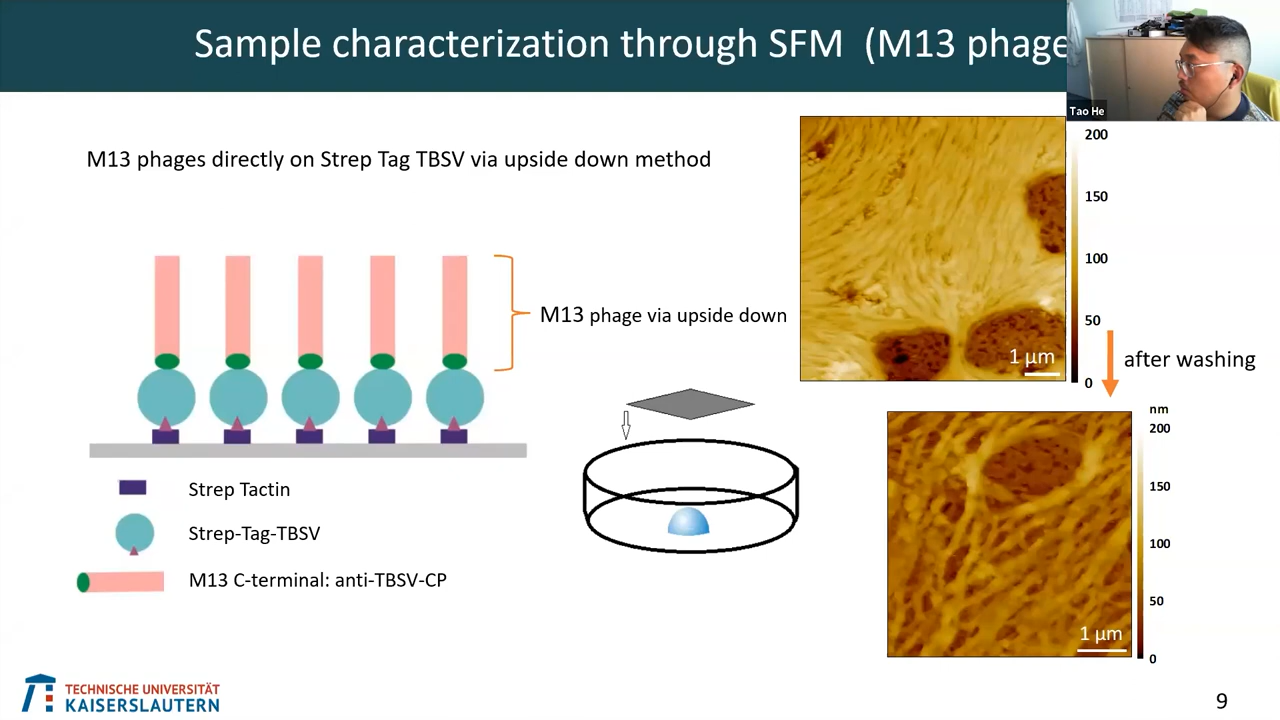 Sample characterization through SFM (M13 phage
Tao He
M13 phages directly on Strep Tag TBSV via upside down method
M13 phage via upside down
Strep Tactin
Strep-Tag-TBSV
M13 C-terminal: anti-TBSV-CP
200
150
100
50
0
1 µm
after washing
nm
200
150
100
50
0
1 µm
TECHNISCHE UNIVERSITÄT
KAISERSLAUTERN
9